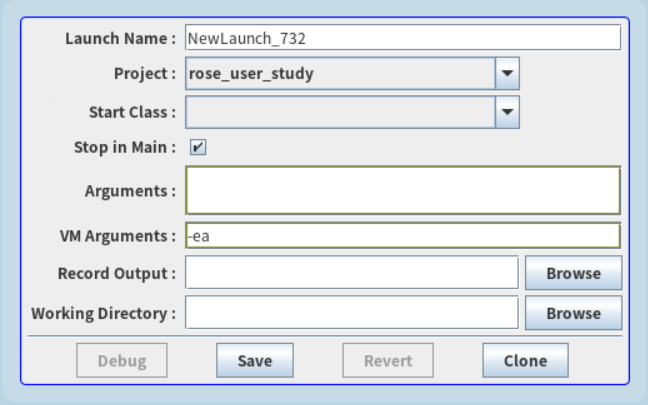 Launch Name : NewLaunch_732
Project : rose_user_study
Start Class :
Stop in Main :
Arguments :
VM Arguments : -ea
Record Output : Browse
Working Directory : Browse
Debug Save Revert Clone